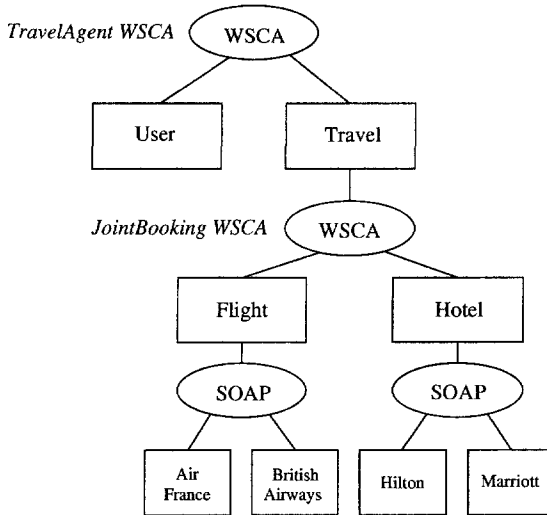 TravelAgent WSCA
WSCA
User
Travel
JointBooking WSCA
WSCA
Flight
Hotel
SOAP
SOAP
Air
France
British
Airways
Hilton
Marriott